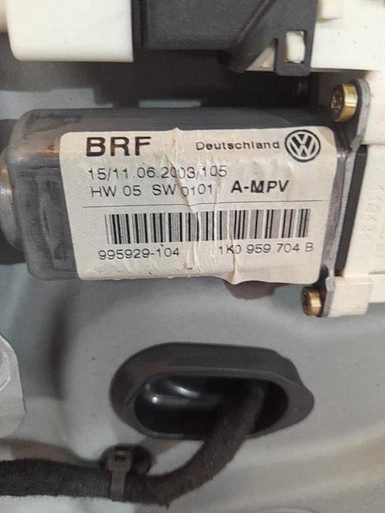 BRF Deutschland
15/11.06.2003/105
HW 05 SW 0101 A-MPV
995929-104 1K0 959 704 B